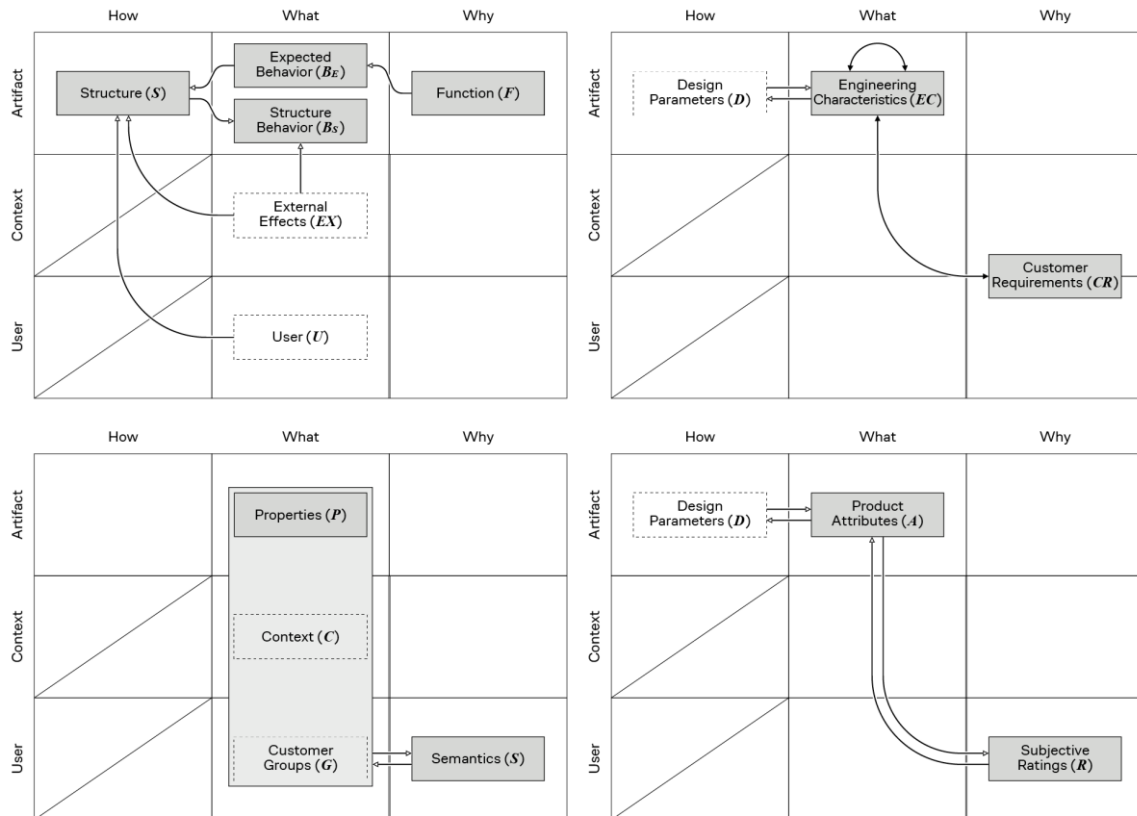 How
What
Why
Artifact
Context
User
Structure (S)
Expected
Behavior (BE)
Structure
Behavior (BS)
Function (F)
External
Effects (EX)
User (U)
How
What
Why
Artifact
Context
User
Design
Parameters (D)
Engineering
Characteristics (EC)
Customer
Requirements (CR)
How
What
Why
Artifact
Context
User
Properties (P)
Context (C)
Customer
Groups (G)
Semantics (S)
How
What
Why
Artifact
Context
User
Design
Parameters (D)
Product
Attributes (A)
Subjective
Ratings (R)